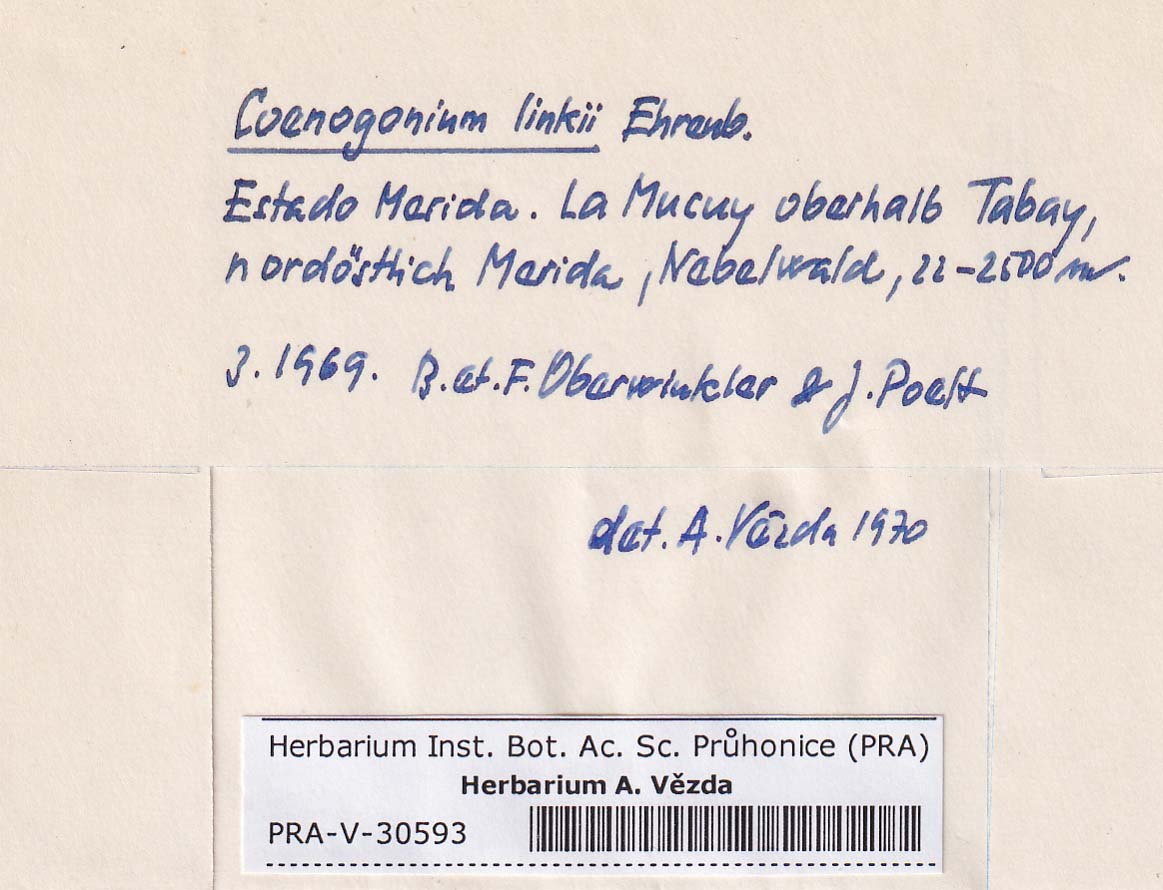 Coenogonium linkii Ehrenb.
Estado Merida. La Mucuy oberhalb Tabay,
nordöstlich Merida, Nebelwald, 22-2500 m.
3. 1969. B. et. F. Oberwinkler & J. Poelt
det. A. Vězda 1970
Herbarium Inst. Bot. Ac. Sc. Průhonice (PRA)
Herbarium A. Vězda
PRA-V-30593